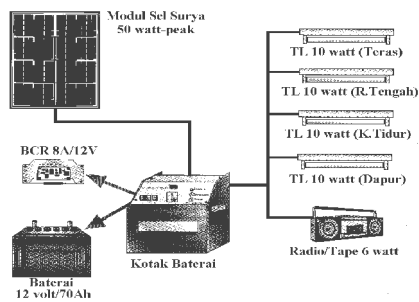 Modul Sel Surya
50 watt-peak
TL 10 watt (Teras)
TL 10 watt (R.Tengah)
BCR 8A/12V
TL 10 watt (K.Tidur)
TL 10 watt (Dapur)
Kotak Baterai
Radio/Tape 6 watt
Baterai
12 volt/70Ah